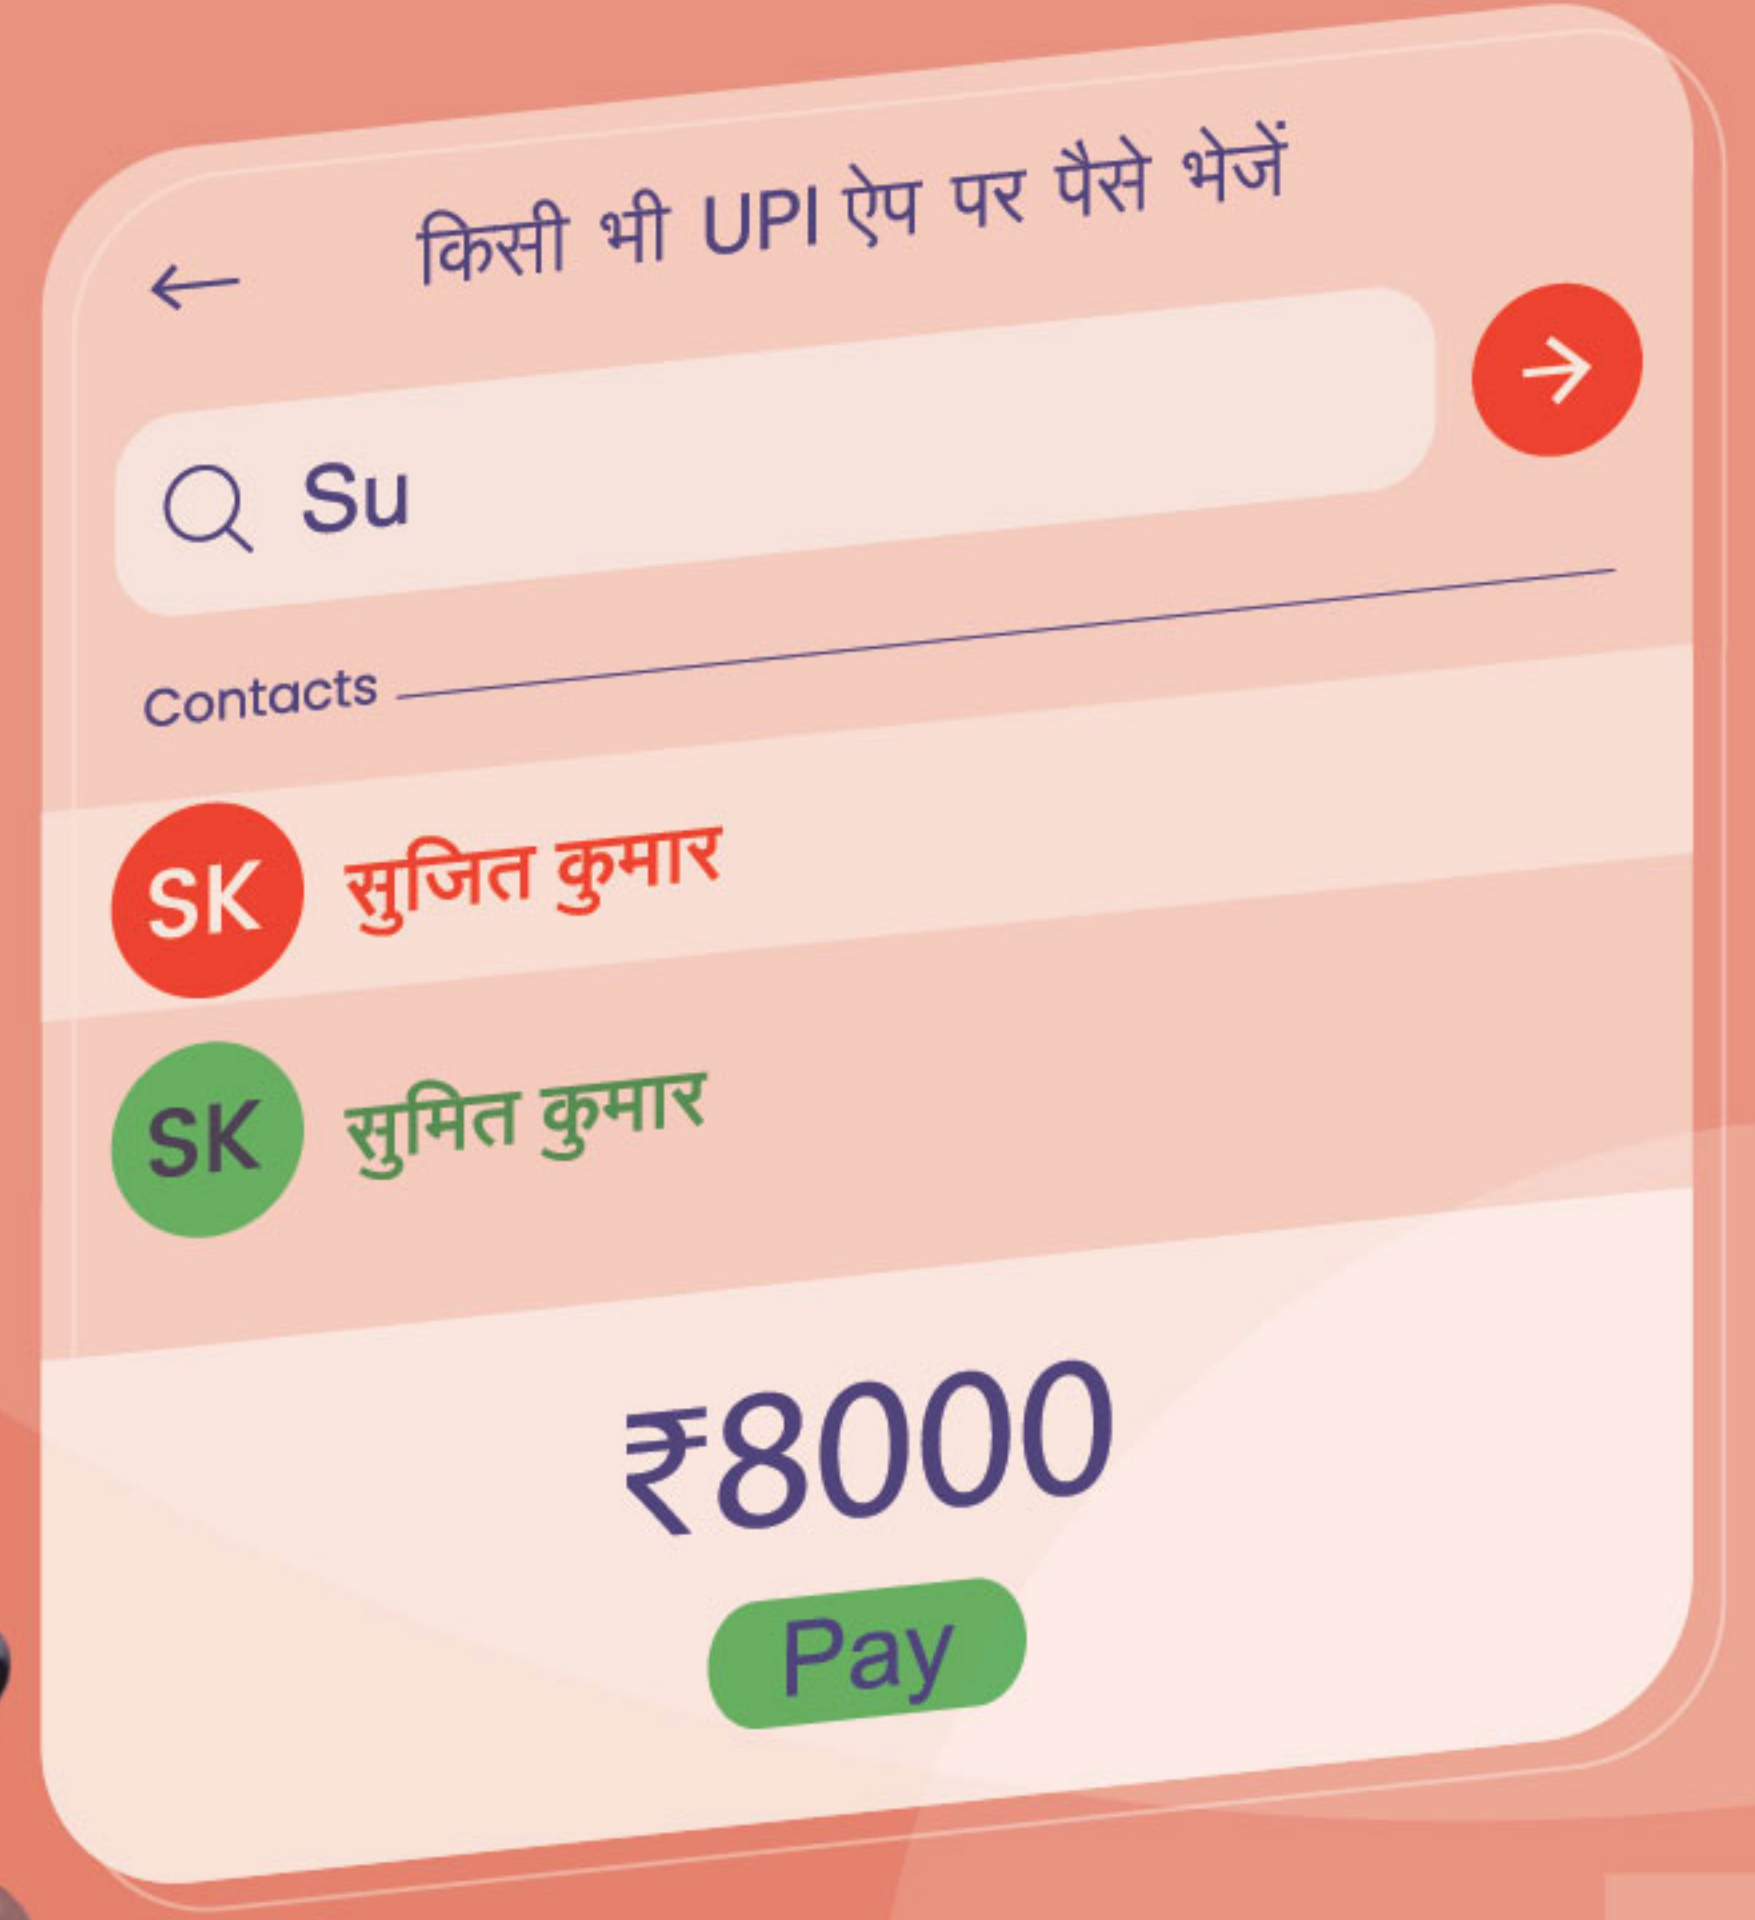 किसी भी UPI ऐप पर पैसे भेजें
Su
Contacts
SK सुजित कुमार
SK सुमित कुमार
₹8000
Pay